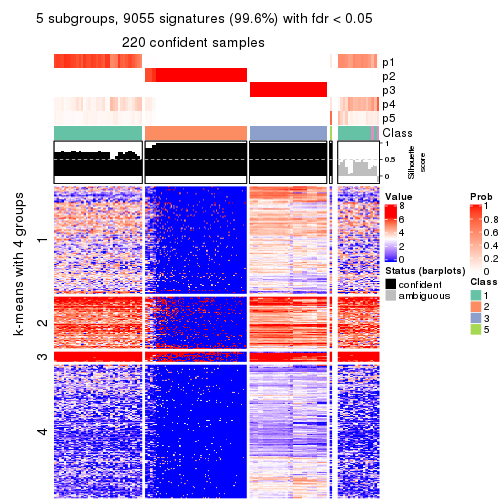 5 subgroups, 9055 signatures (99.6%) with fdr < 0.05
220 confident samples
p1
p2
p3
p4
p5
Class
1
0.5
0
Silhouette
score
k-means with 4 groups
1
2
3
4
Value
8
6
4
2
0
Status (barplots)
confident
ambiguous
Prob
1
0.8
0.6
0.4
0.2
0
Class
1
2
3
5